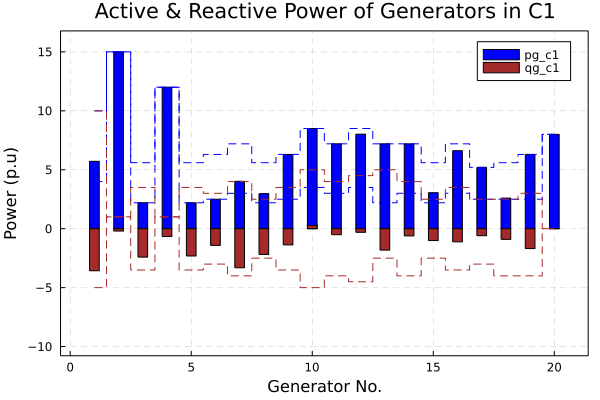 Active & Reactive Power of Generators in C1
pg_c1
qg_c1
Power (p.u)
15
10
5
0
−5
−10
0
5
10
15
20
Generator No.